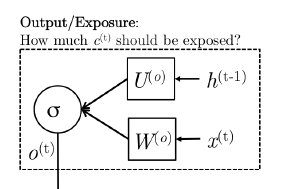 Output/Exposure:
How much c^(t) should be exposed?
U^(o) h^(t-1)
σ
W^(o) x^(t)
o^(t)